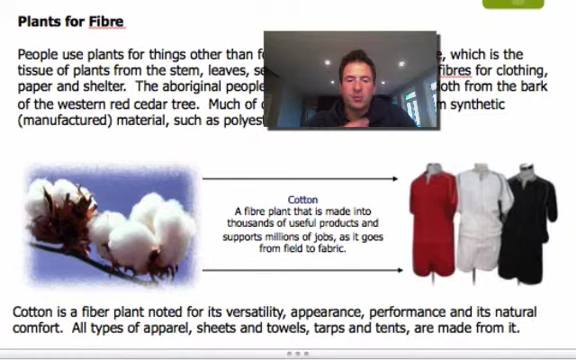 Plants for Fibre
People use plants for things other than , which is the
tissue of plants from the stem, leaves, fibres for clothing,
paper and shelter. The aboriginal people from the bark
of the western red cedar tree. Much of synthetic
(manufactured) material, such as
Cotton
A fibre plant that is made into
thousands of useful products and
supports millions of jobs, as it goes
from field to fabric.
Cotton is a fiber plant noted for its versatility, appearance, performance and its natural
comfort. All types of apparel, sheets and towels, tarps and tents, are made from it.